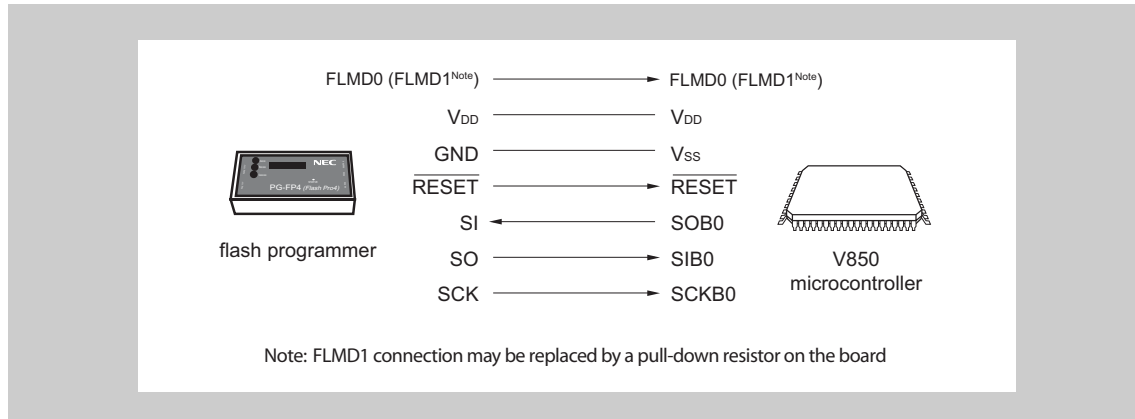 FLMD0 (FLMD1Note) FLMD0 (FLMD1Note)
VDD VDD
GND VSS
RESET RESET
SI SOB0
SO SIB0
SCK SCKB0
NEC
PG-FP4 (Flash Pro4)
flash programmer
V850
microcontroller
Note: FLMD1 connection may be replaced by a pull-down resistor on the board